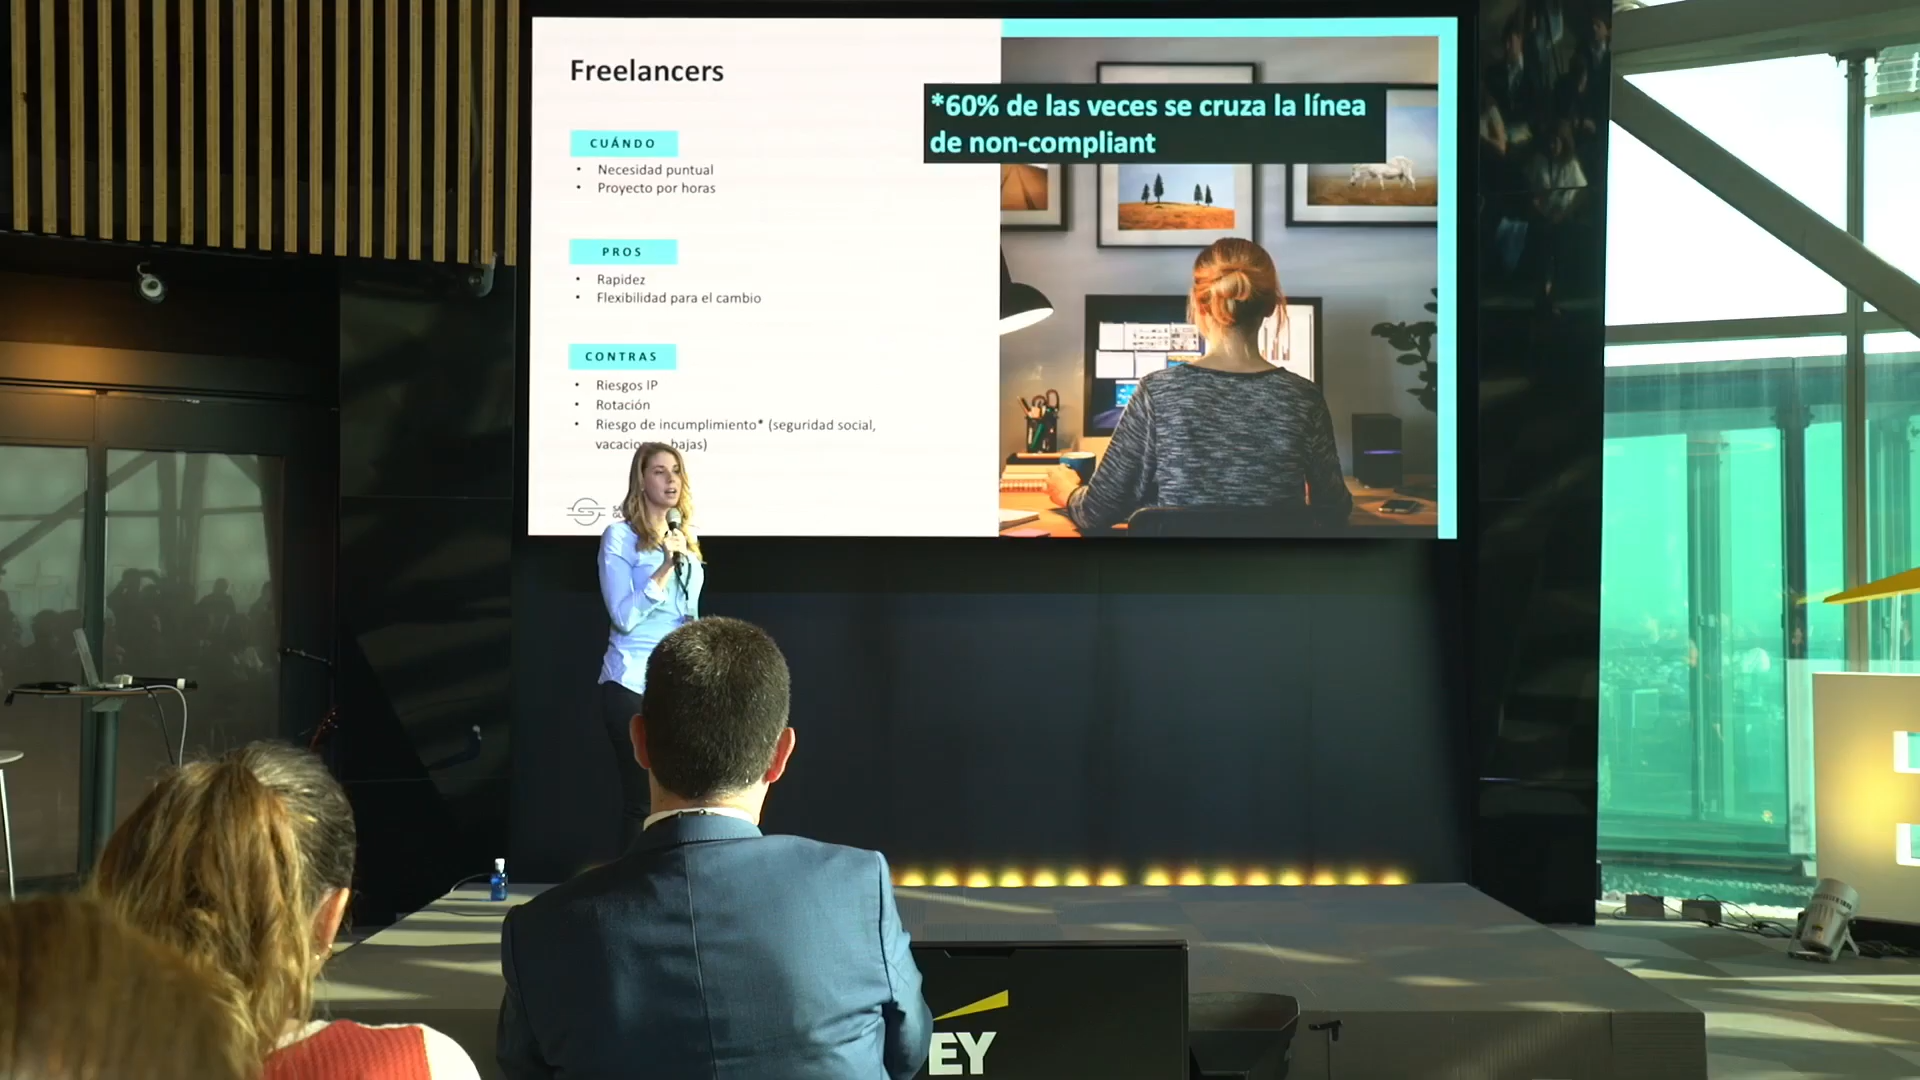 Freelancers
*60% de las veces se cruza la línea
de non-compliant
CUÁNDO
• Necesidad puntual
• Proyecto por horas
PROS
• Rapidez
• Flexibilidad para el cambio
CONTRAS
• Riesgos IP
• Rotación
• Riesgo de incumplimiento* (seguridad social,
bajas)
EY